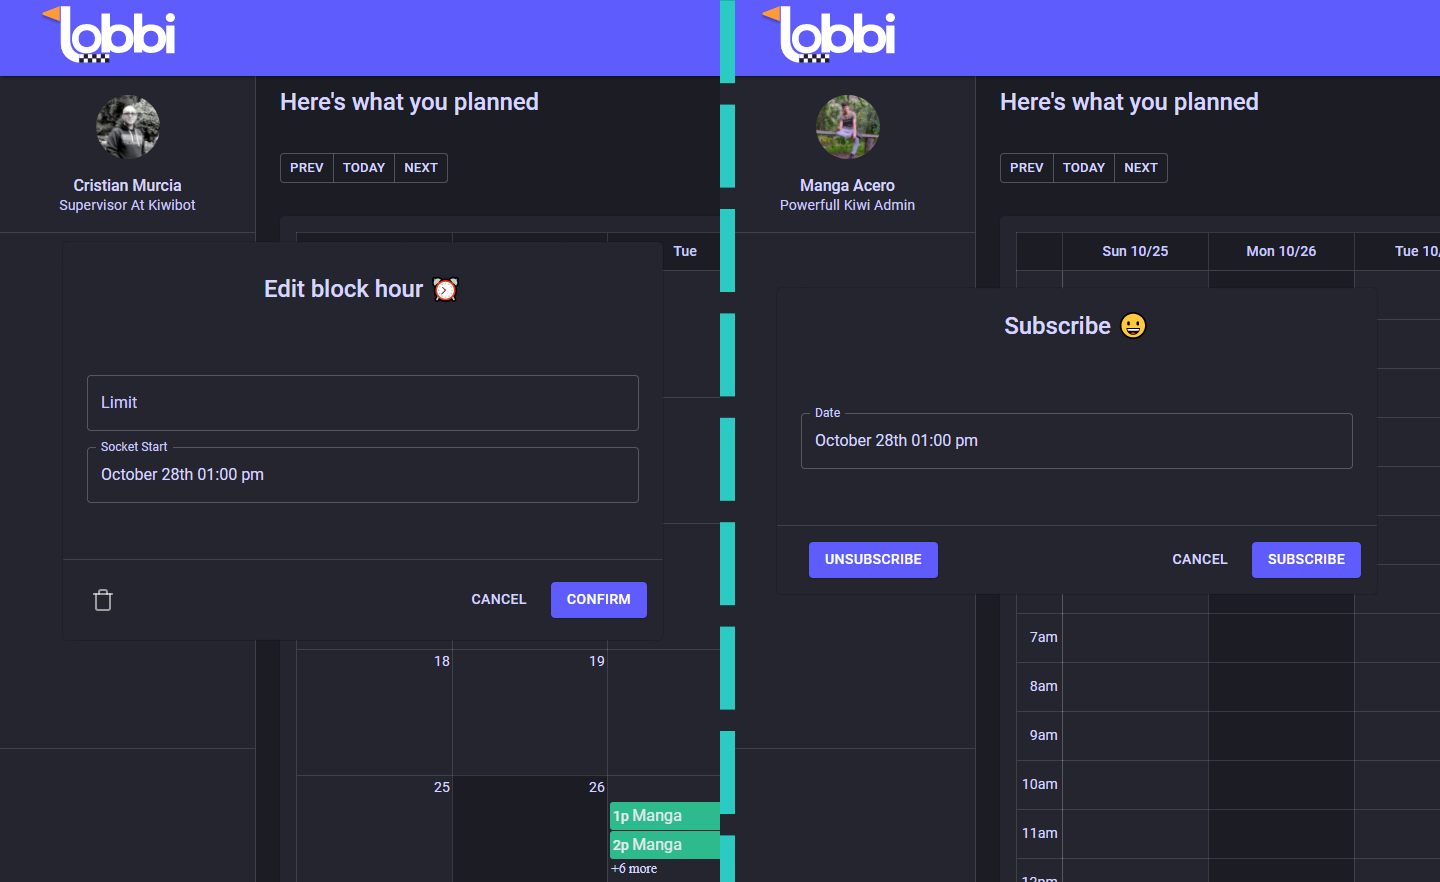 lobbi
Cristian Murcia
Supervisor At Kiwibot
Here's what you planned
PREV TODAY NEXT
Tue
Edit block hour ⏰
Limit
Socket Start
October 28th 01:00 pm
CANCEL CONFIRM
18 19
25 26
1p Manga
2p Manga
+6 more
lobbi
Manga Acero
Powerfull Kiwi Admin
Here's what you planned
PREV TODAY NEXT
Sun 10/25 Mon 10/26 Tue 10/
Subscribe 😀
Date
October 28th 01:00 pm
UNSUBSCRIBE CANCEL SUBSCRIBE
7am
8am
9am
10am
11am
12pm